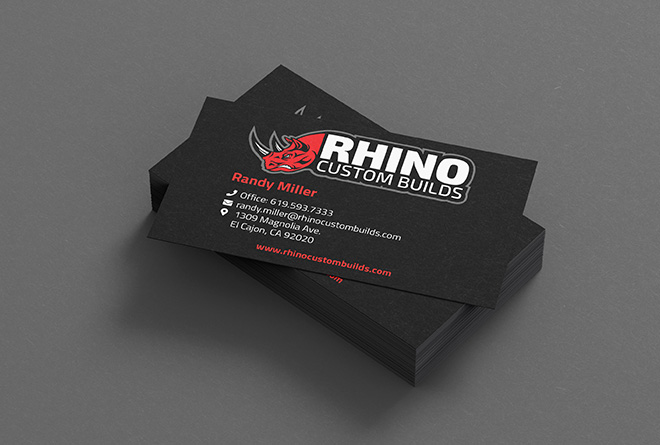 RHINO
CUSTOM BUILDS
Randy Miller
Office: 619.593.7333
randy.miller@rhinocustombuilds.com
1309 Magnolia Ave.
El Cajon, CA 92020
www.rhinocustombuilds.com